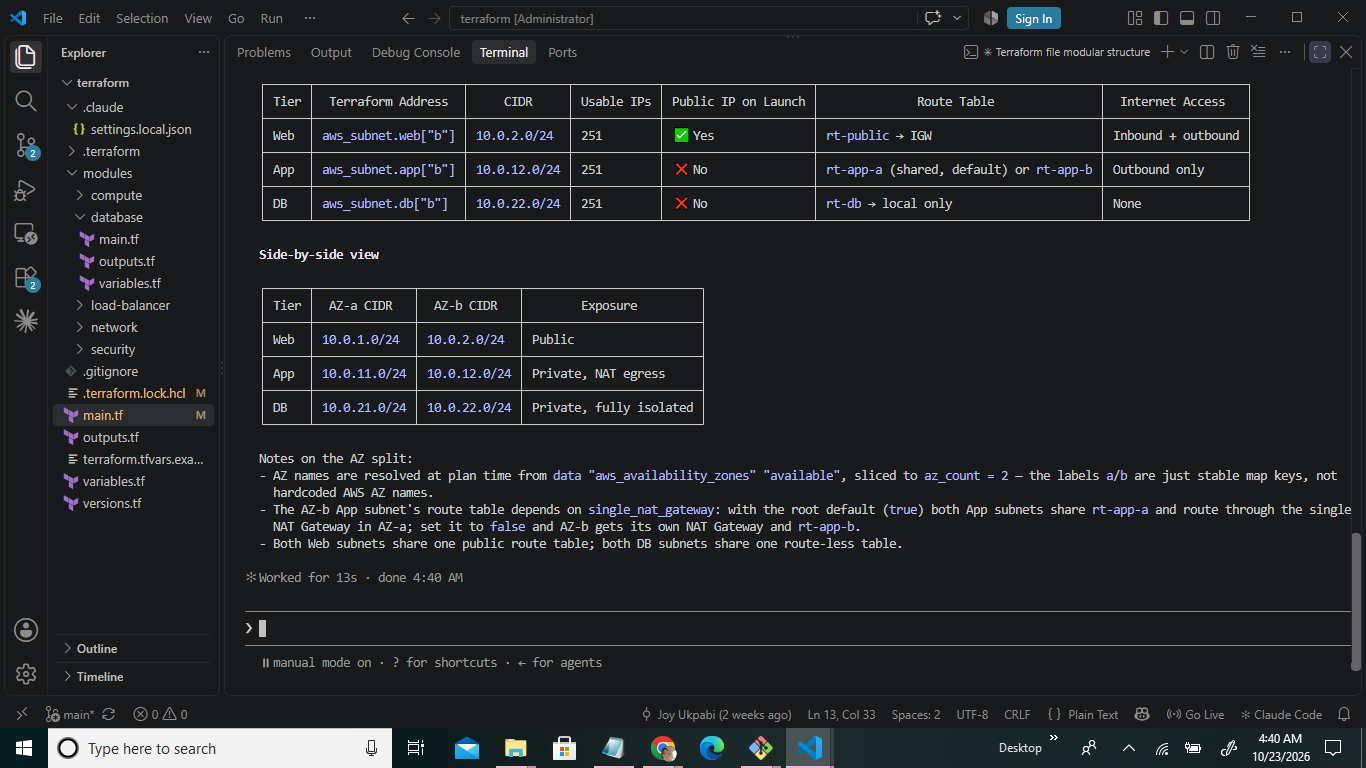 File Edit Selection View Go Run ··· terraform [Administrator] Sign In
Explorer ···
terraform
.claude
{} settings.local.json
.terraform
modules
compute
database
main.tf
outputs.tf
variables.tf
load-balancer
network
security
.gitignore
.terraform.lock.hcl M
main.tf M
outputs.tf
terraform.tfvars.exa...
variables.tf
versions.tf
Outline
Timeline
2
2
Problems Output Debug Console Terminal Ports
Terraform file modular structure
Tier Terraform Address CIDR Usable IPs Public IP on Launch Route Table Internet Access
Web aws_subnet.web["b"] 10.0.2.0/24 251 ✅ Yes rt-public → IGW Inbound + outbound
App aws_subnet.app["b"] 10.0.12.0/24 251 ❌ No rt-app-a (shared, default) or rt-app-b Outbound only
DB aws_subnet.db["b"] 10.0.22.0/24 251 ❌ No rt-db → local only None
Side-by-side view
Tier AZ-a CIDR AZ-b CIDR Exposure
Web 10.0.1.0/24 10.0.2.0/24 Public
App 10.0.11.0/24 10.0.12.0/24 Private, NAT egress
DB 10.0.21.0/24 10.0.22.0/24 Private, fully isolated
Notes on the AZ split:
- AZ names are resolved at plan time from data "aws_availability_zones" "available", sliced to az_count = 2 — the labels a/b are just stable map keys, not
hardcoded AWS AZ names.
- The AZ-b App subnet's route table depends on single_nat_gateway: with the root default (true) both App subnets share rt-app-a and route through the single
NAT Gateway in AZ-a; set it to false and AZ-b gets its own NAT Gateway and rt-app-b.
- Both Web subnets share one public route table; both DB subnets share one route-less table.
✻ Worked for 13s · done 4:40 AM
❯
⏸ manual mode on · ? for shortcuts · ← for agents
main* 0 0 Joy Ukpabi (2 weeks ago) Ln 13, Col 33 Spaces: 2 UTF-8 CRLF {} Plain Text Go Live Claude Code
Type here to search Desktop 4:40 AM
10/23/2026